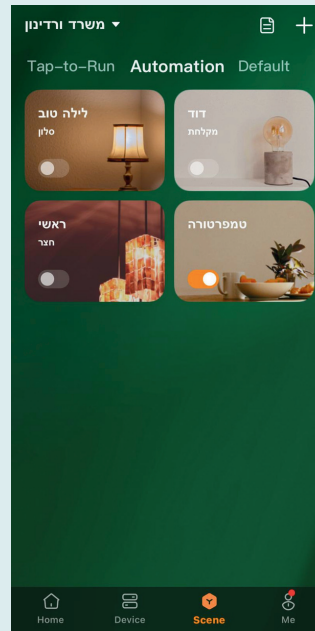 משרד ורדינון
Tap-to-Run Automation Default
לילה טוב
סלון
דוד
מקלחת
ראשי
חצר
טמפרטורה
Home Device Scene Me